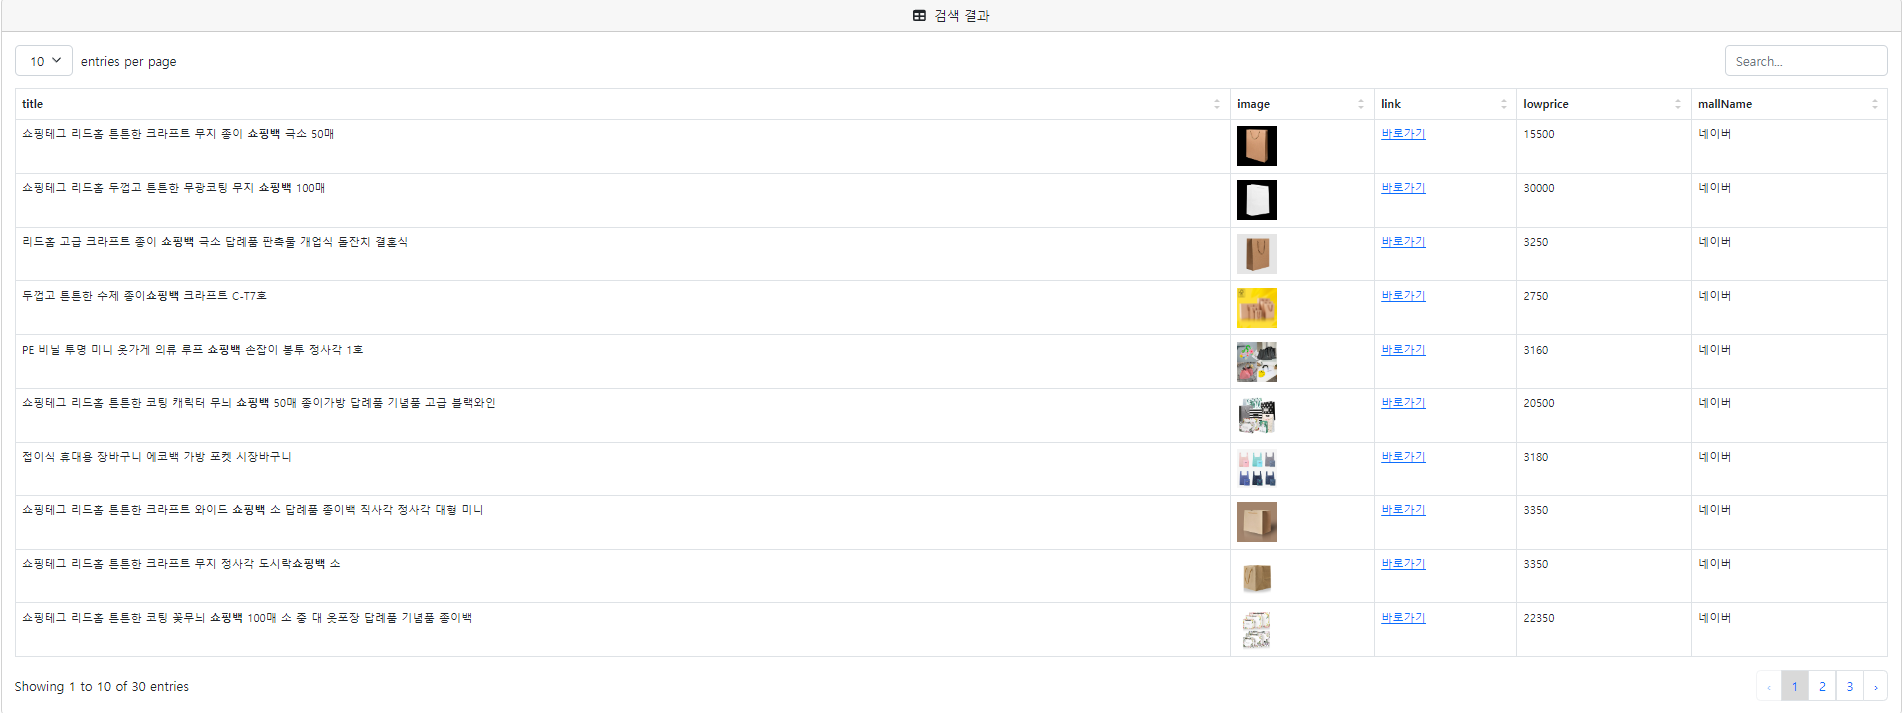 검색 결과
10 entries per page Search...
title image link lowprice mallName
쇼핑테그 리드홈 튼튼한 크라프트 무지 종이 쇼핑백 극소 50매 바로가기 15500 네이버
쇼핑테그 리드홈 두껍고 튼튼한 무광코팅 무지 쇼핑백 100매 바로가기 30000 네이버
리드홈 고급 크라프트 종이 쇼핑백 극소 답례품 판촉물 개업식 돌잔치 결혼식 바로가기 3250 네이버
두껍고 튼튼한 수제 종이쇼핑백 크라프트 C-T7호 바로가기 2750 네이버
PE 비닐 투명 미니 옷가게 의류 루프 쇼핑백 손잡이 봉투 정사각 1호 바로가기 3160 네이버
쇼핑테그 리드홈 튼튼한 코팅 캐릭터 무늬 쇼핑백 50매 종이가방 답례품 기념품 고급 블랙와인 바로가기 20500 네이버
접이식 휴대용 장바구니 에코백 가방 포켓 시장바구니 바로가기 3180 네이버
쇼핑테그 리드홈 튼튼한 크라프트 와이드 쇼핑백 소 답례품 종이백 직사각 정사각 대형 미니 바로가기 3350 네이버
쇼핑테그 리드홈 튼튼한 크라프트 무지 정사각 도시락쇼핑백 소 바로가기 3350 네이버
쇼핑테그 리드홈 튼튼한 코팅 꽃무늬 쇼핑백 100매 소 중 대 옷포장 답례품 기념품 종이백 바로가기 22350 네이버
Showing 1 to 10 of 30 entries ‹ 1 2 3 ›